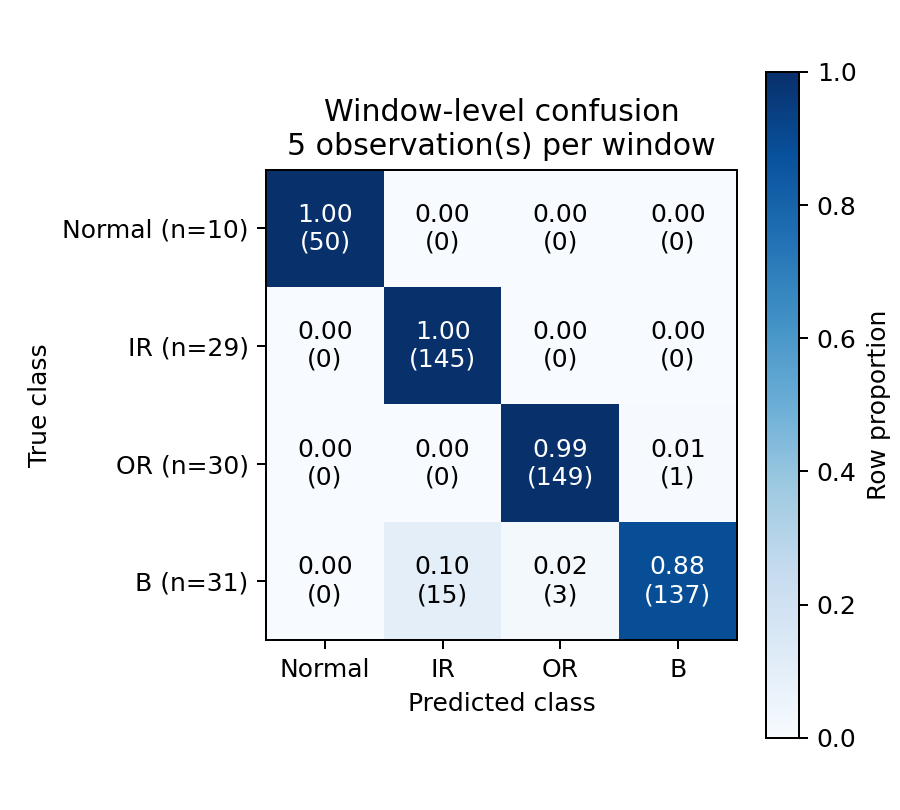 Window-level confusion
5 observation(s) per window
True class
Normal (n=10)
1.00 0.00 0.00 0.00
(50) (0) (0) (0)
IR (n=29)
0.00 1.00 0.00 0.00
(0) (145) (0) (0)
OR (n=30)
0.00 0.00 0.99 0.01
(0) (0) (149) (1)
B (n=31)
0.00 0.10 0.02 0.88
(0) (15) (3) (137)
Normal IR OR B
Predicted class
1.0
0.8
0.6
0.4
0.2
0.0
Row proportion